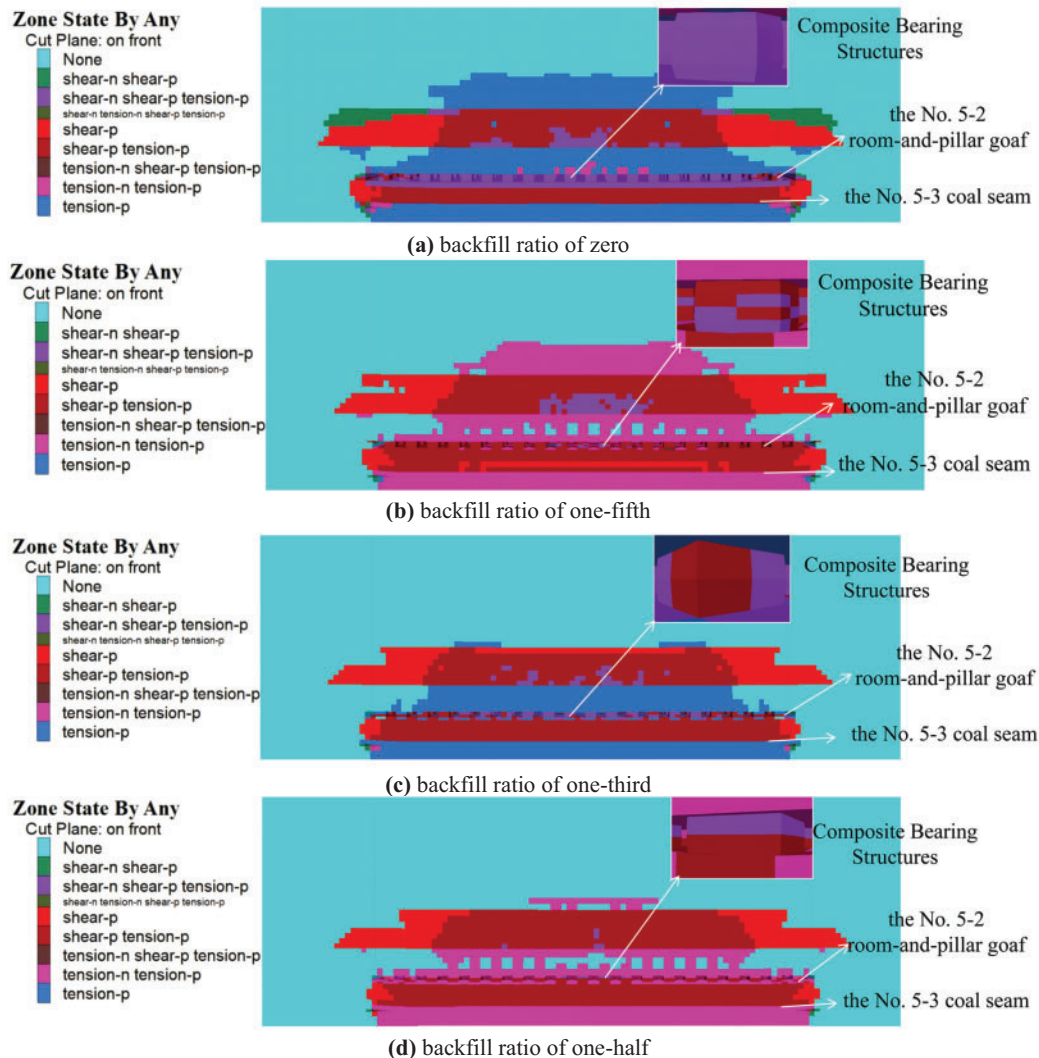 Zone State By Any
Cut Plane: on front
None
shear-n shear-p
shear-n shear-p tension-p
shear-n tension-n shear-p tension-p
shear-p
shear-p tension-p
tension-n shear-p tension-p
tension-n tension-p
tension-p
Composite Bearing
Structures
the No. 5-2
room-and-pillar goaf
the No. 5-3 coal seam
(a) backfill ratio of zero
Zone State By Any
Cut Plane: on front
None
shear-n shear-p
shear-n shear-p tension-p
shear-n tension-n shear-p tension-p
shear-p
shear-p tension-p
tension-n shear-p tension-p
tension-n tension-p
tension-p
Composite Bearing
Structures
the No. 5-2
room-and-pillar goaf
the No. 5-3 coal seam
(b) backfill ratio of one-fifth
Zone State By Any
Cut Plane: on front
None
shear-n shear-p
shear-n shear-p tension-p
shear-n tension-n shear-p tension-p
shear-p
shear-p tension-p
tension-n shear-p tension-p
tension-n tension-p
tension-p
Composite Bearing
Structures
the No. 5-2
room-and-pillar goaf
the No. 5-3 coal seam
(c) backfill ratio of one-third
Zone State By Any
Cut Plane: on front
None
shear-n shear-p
shear-n shear-p tension-p
shear-n tension-n shear-p tension-p
shear-p
shear-p tension-p
tension-n shear-p tension-p
tension-n tension-p
tension-p
Composite Bearing
Structures
the No. 5-2
room-and-pillar goaf
the No. 5-3 coal seam
(d) backfill ratio of one-half